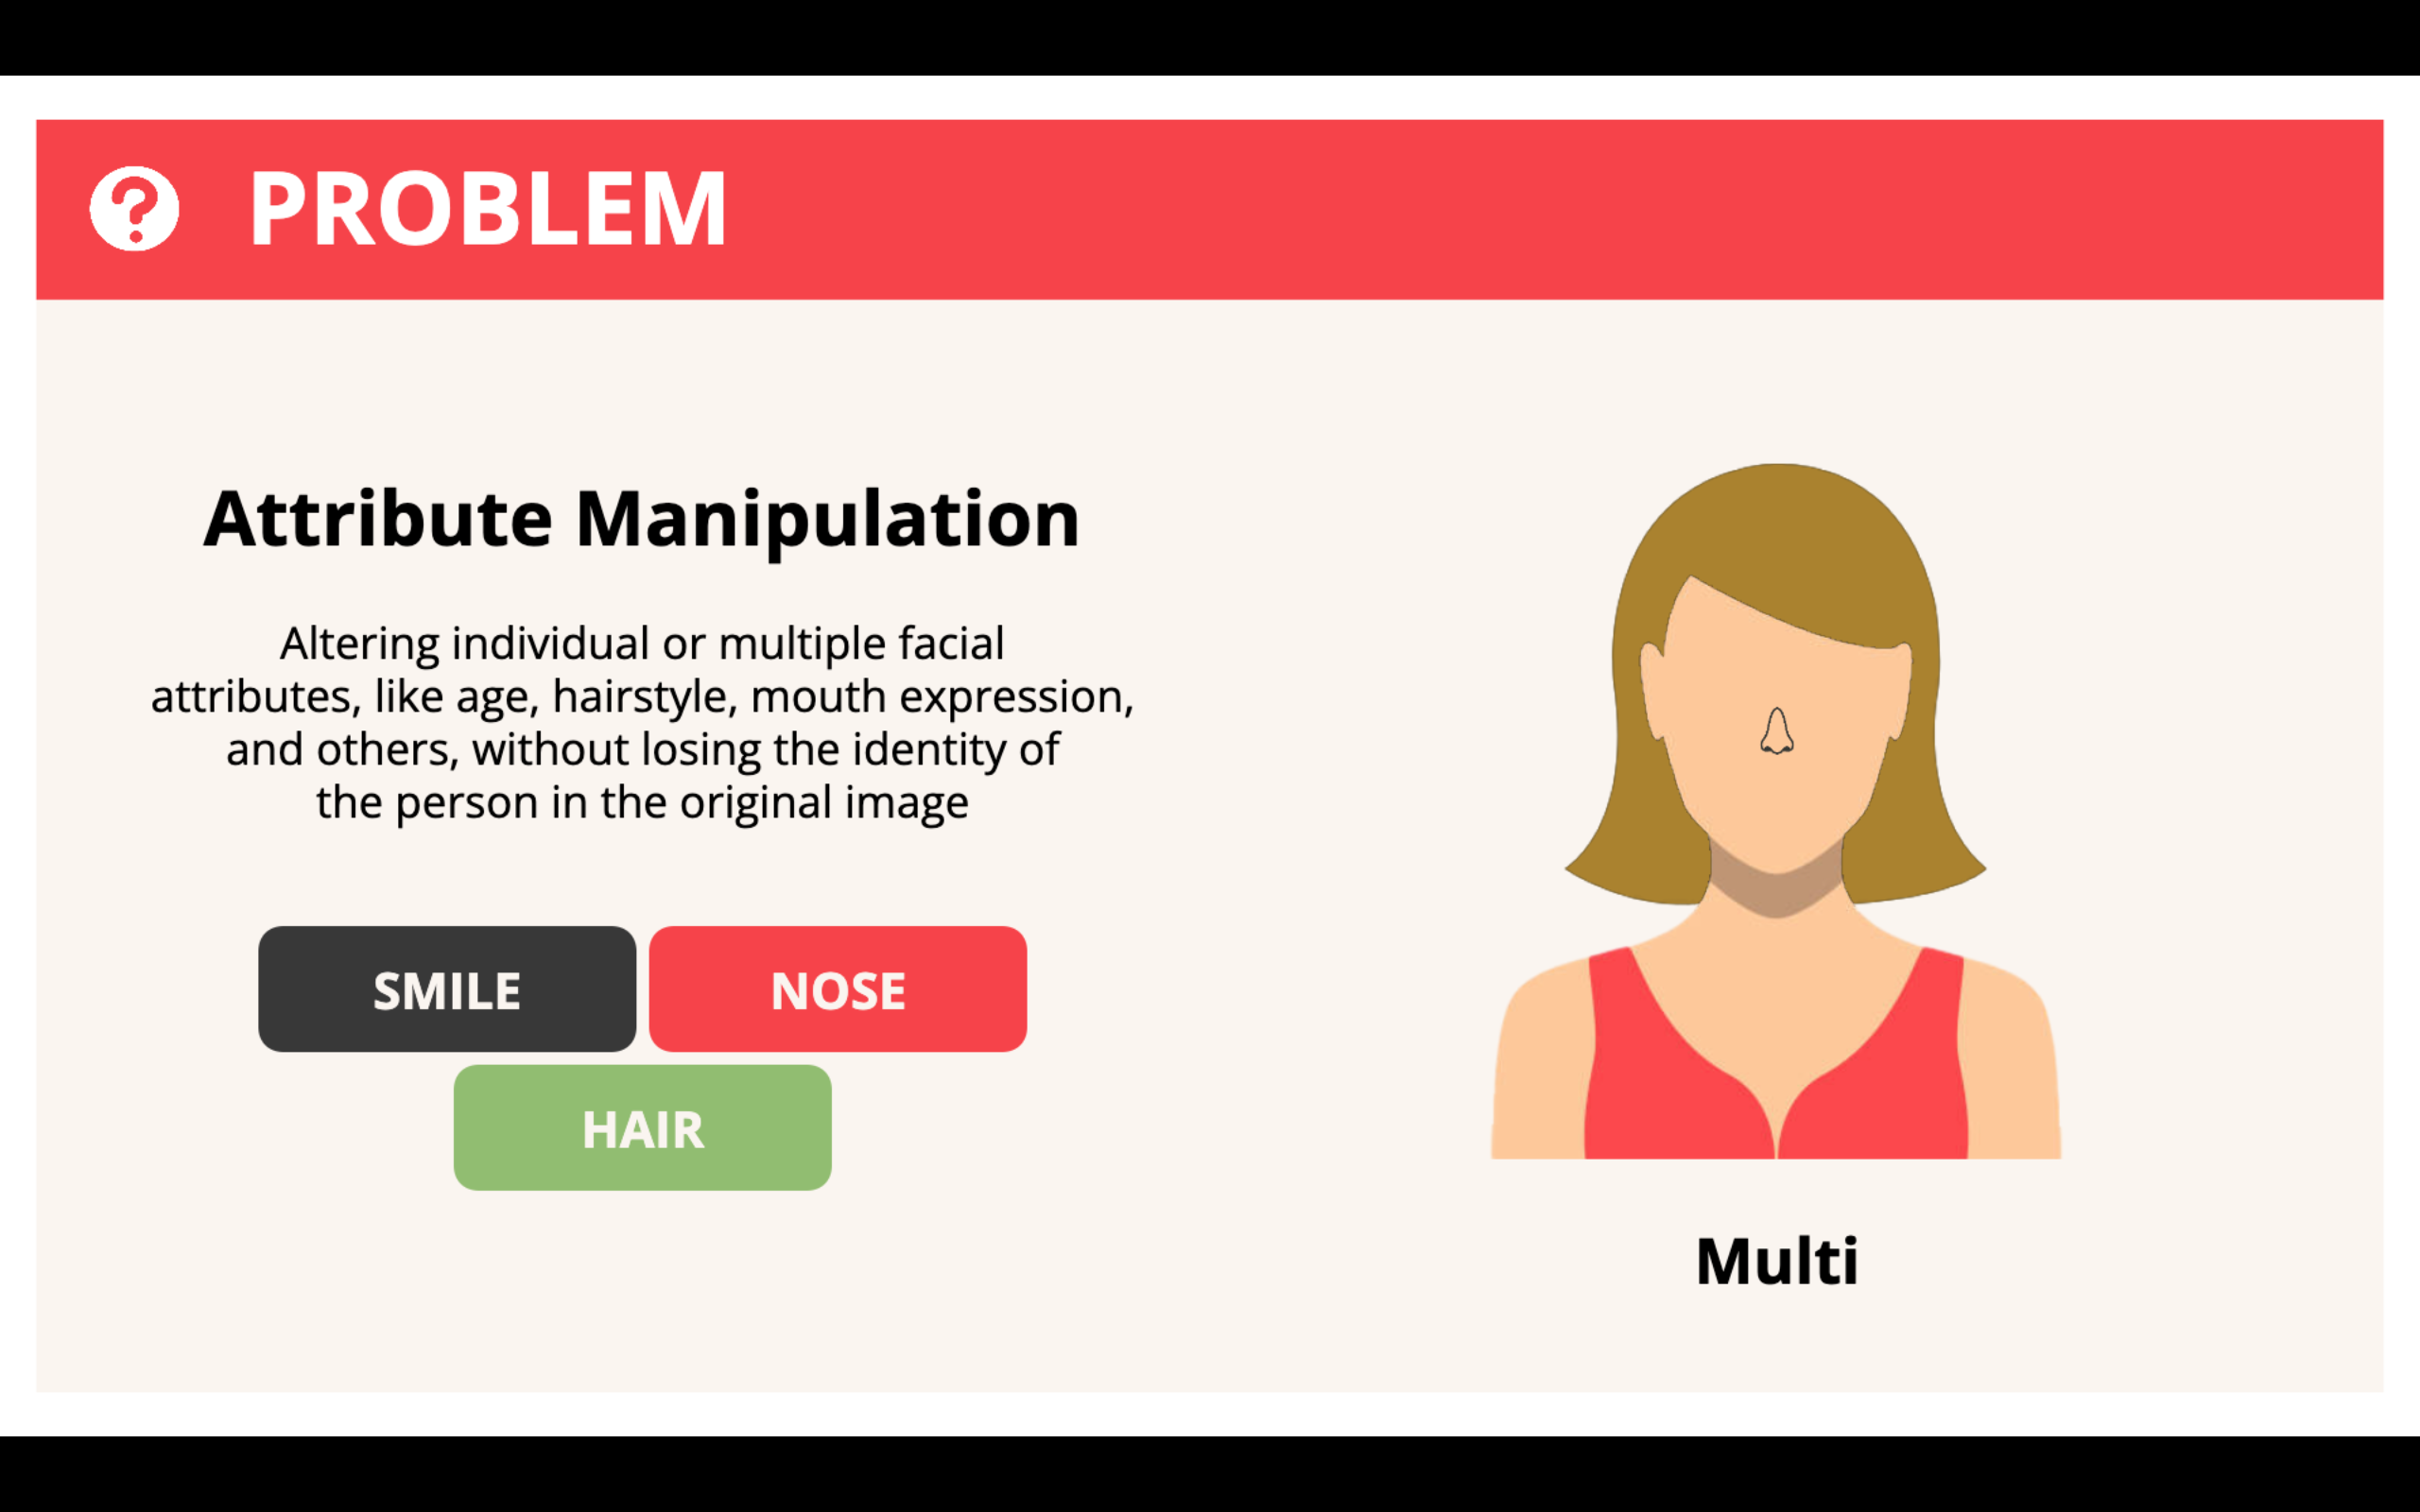 PROBLEM
Attribute Manipulation
Altering individual or multiple facial
attributes, like age, hairstyle, mouth expression,
and others, without losing the identity of
the person in the original image
SMILE
NOSE
HAIR
Multi